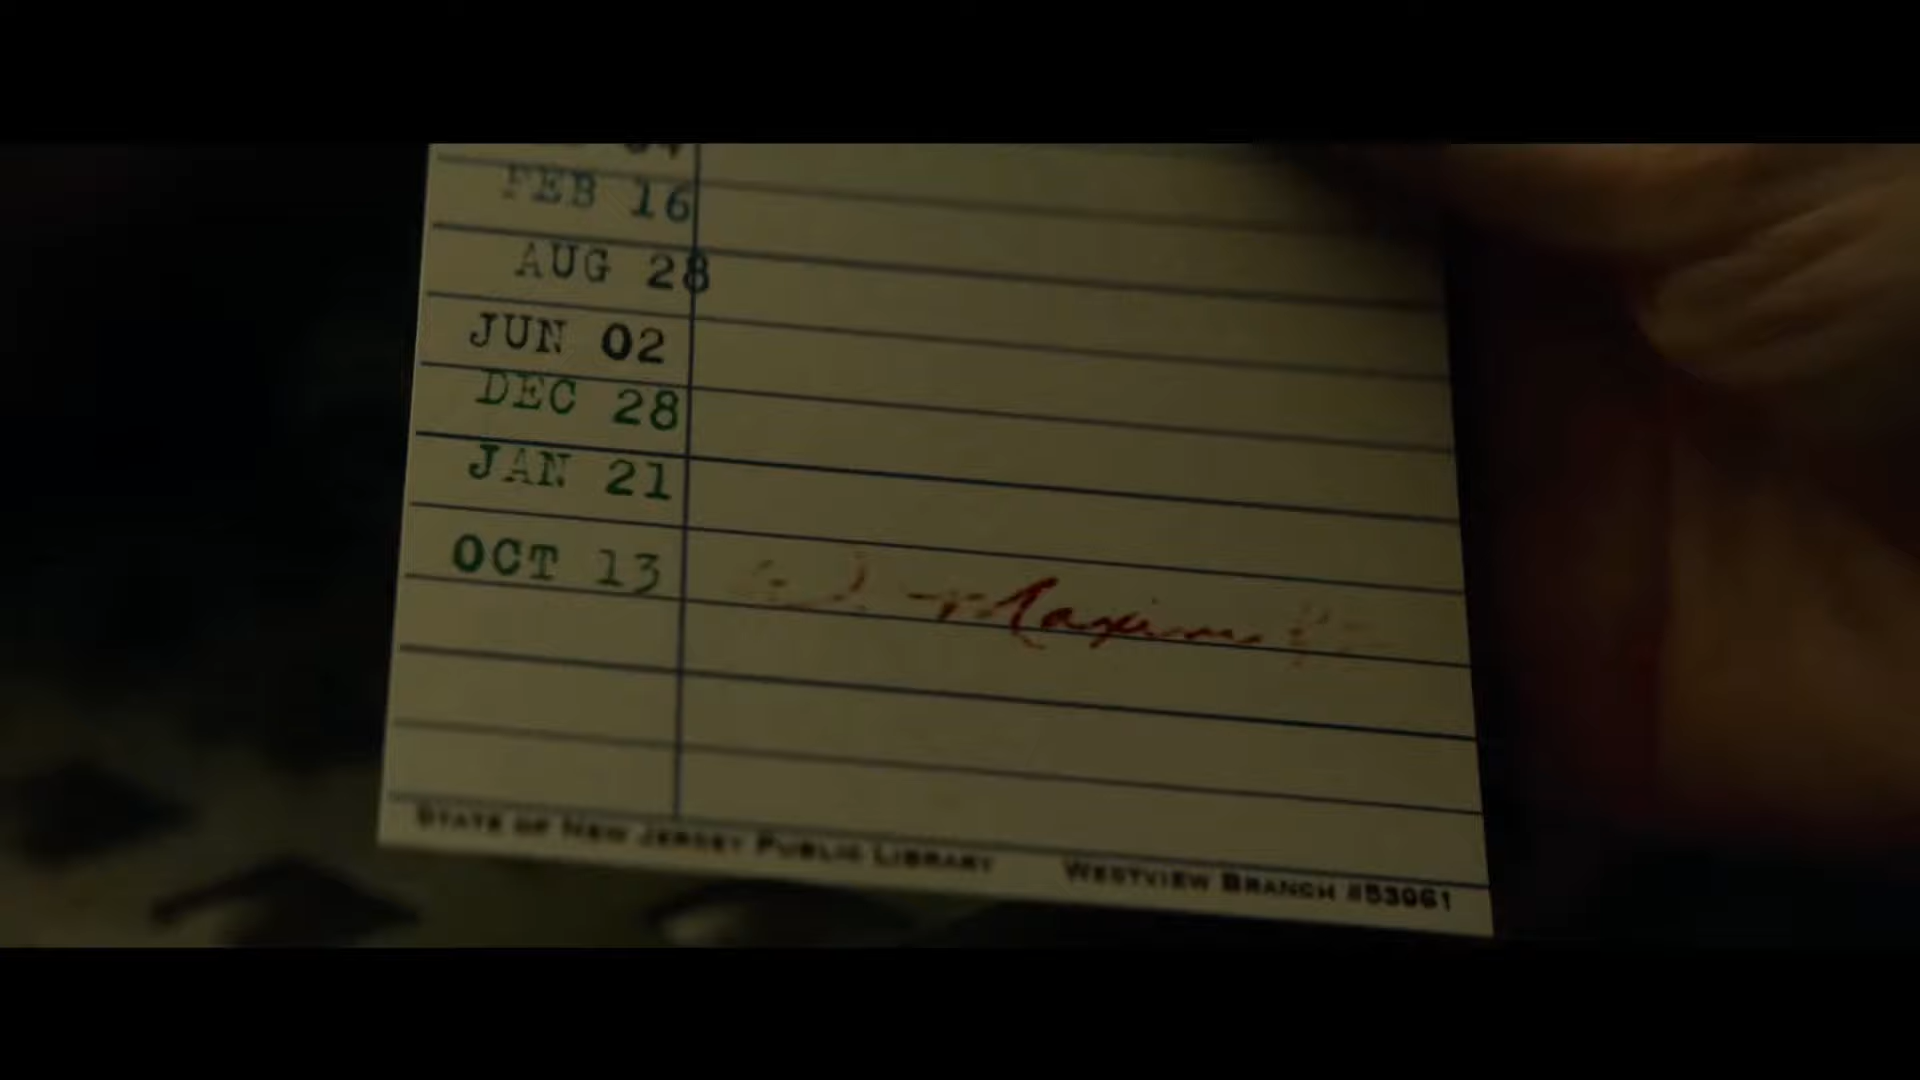 FEB 16
AUG 28
JUN 02
DEC 28
JAN 21
OCT 13 W. Maximoff
STATE OF NEW JERSEY PUBLIC LIBRARY WESTVIEW BRANCH #53061